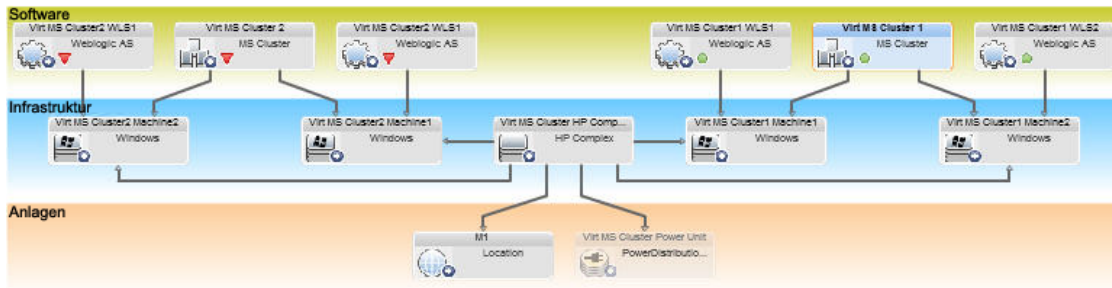 Software
Virt MS Cluster2 WLS1
Weblogic AS
Virt MS Cluster 2
MS Cluster
Virt MS Cluster2 WLS1
Weblogic AS
Virt MS Cluster1 WLS1
Weblogic AS
Virt MS Cluster 1
MS Cluster
Virt MS Cluster1 WLS2
Weblogic AS
Infrastruktur
Virt MS Cluster2 Machine2
Windows
Virt MS Cluster2 Machine1
Windows
Virt MS Cluster HP Comp...
HP Complex
Virt MS Cluster1 Machine1
Windows
Virt MS Cluster1 Machine2
Windows
Anlagen
M1
Location
Virt MS Cluster Power Unit
PowerDistributio...